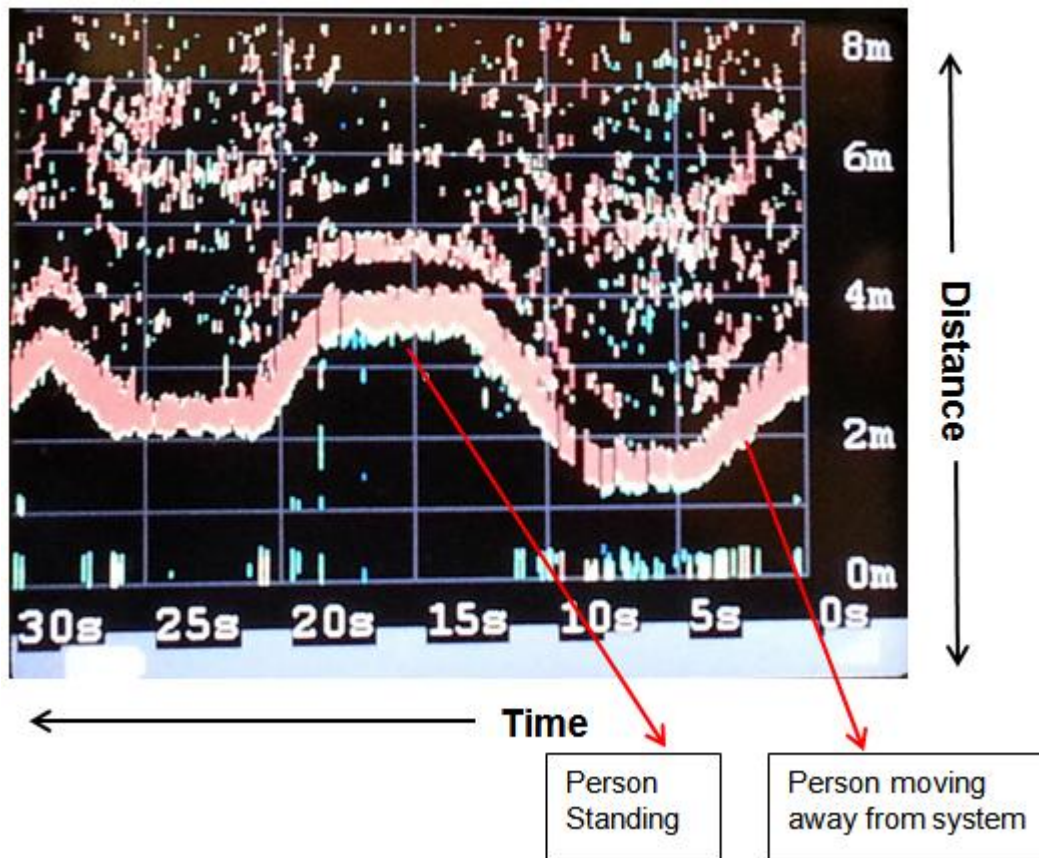 8m
6m
4m
2m
0m
30s 25s 20s 15s 10s 5s 0s
Distance
Time
Person
Standing
Person moving
away from system